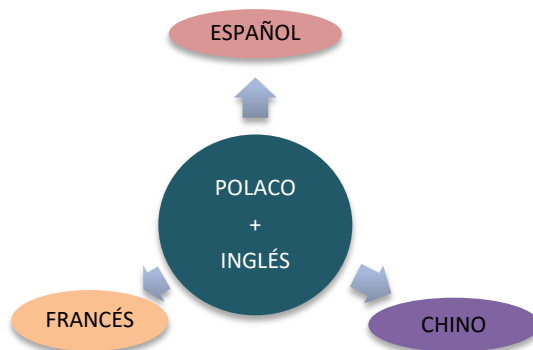 ESPAÑOL
POLACO
+
INGLÉS
FRANCÉS
CHINO